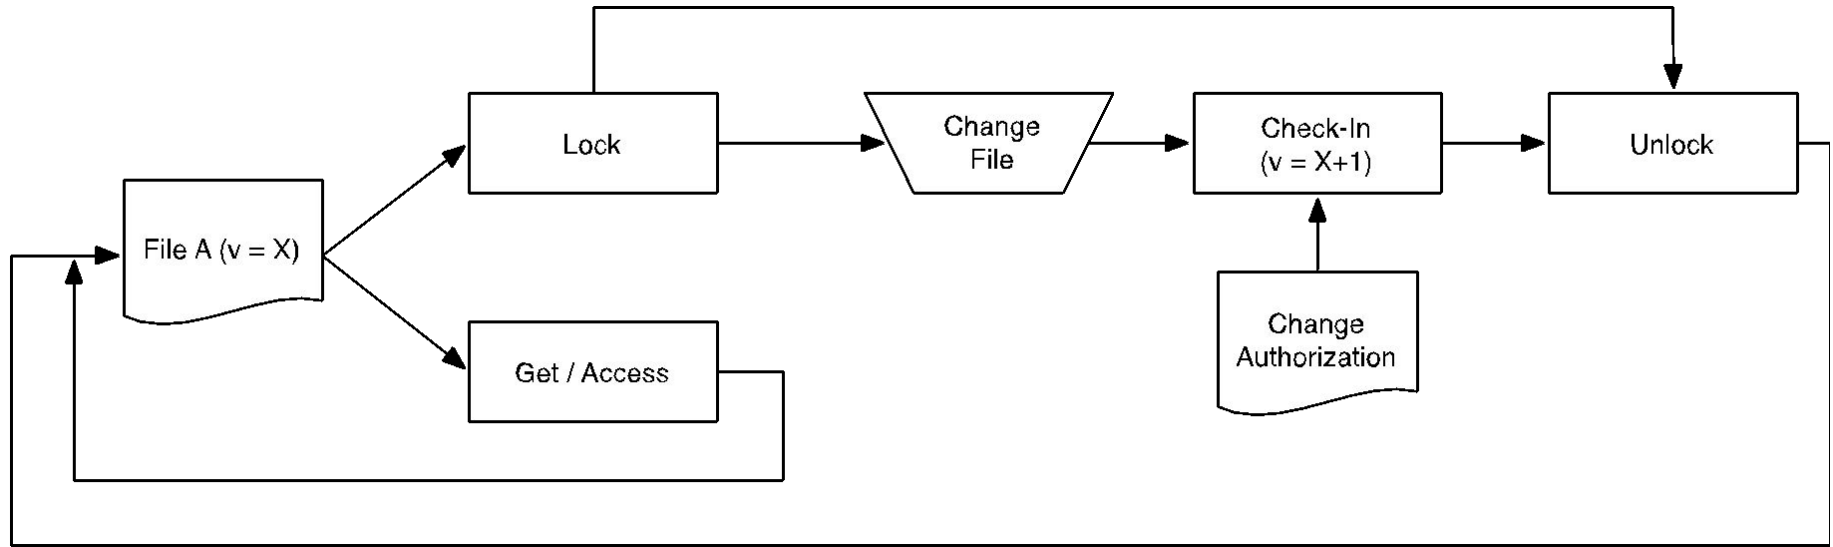 Lock
Change
File
Check-In
(v = X+1)
Unlock
File A (v = X)
Get / Access
Change
Authorization